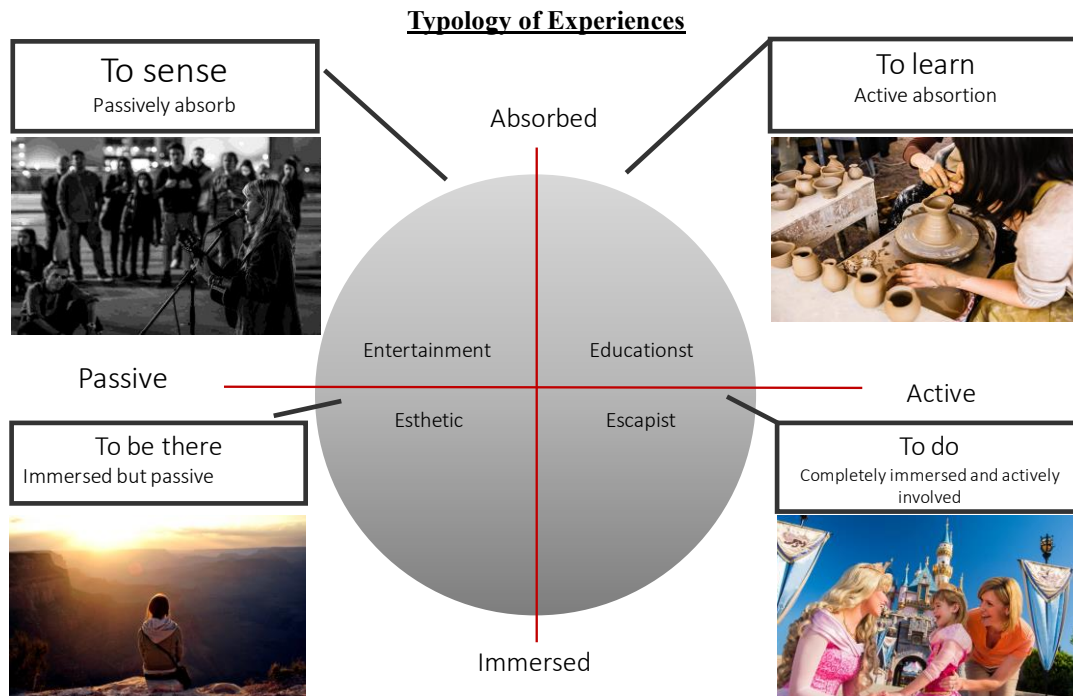 Typology of Experiences
To sense
Passively absorb
To learn
Active absortion
Absorbed
Entertainment
Educationst
Passive
Active
Esthetic
Escapist
To be there
Immersed but passive
To do
Completely immersed and actively
involved
Immersed